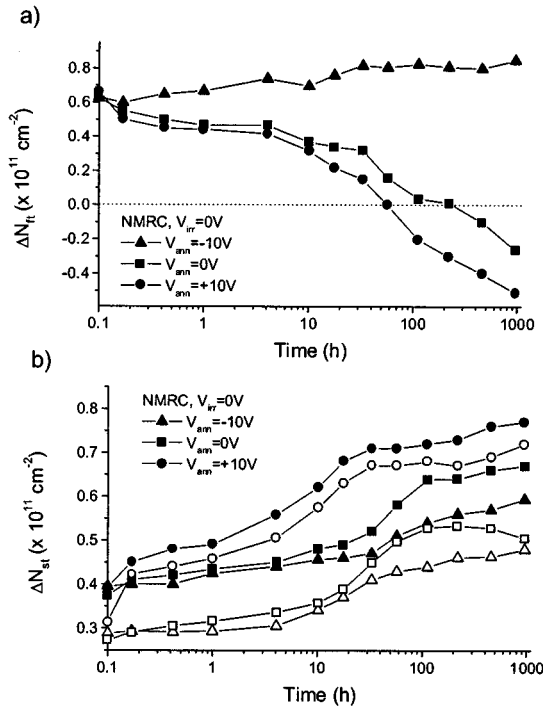 a)
ΔN_ft (x 10^11 cm^-2)
0.8
0.6
0.4
0.2
0.0
-0.2
-0.4
NMRC, V_irr=0V
V_ann=-10V
V_ann=0V
V_ann=+10V
0.1 1 10 100 1000
Time (h)
b)
ΔN_st (x 10^11 cm^-2)
0.8
0.7
0.6
0.5
0.4
0.3
NMRC, V_irr=0V
V_ann=-10V
V_ann=0V
V_ann=+10V
0.1 1 10 100 1000
Time (h)